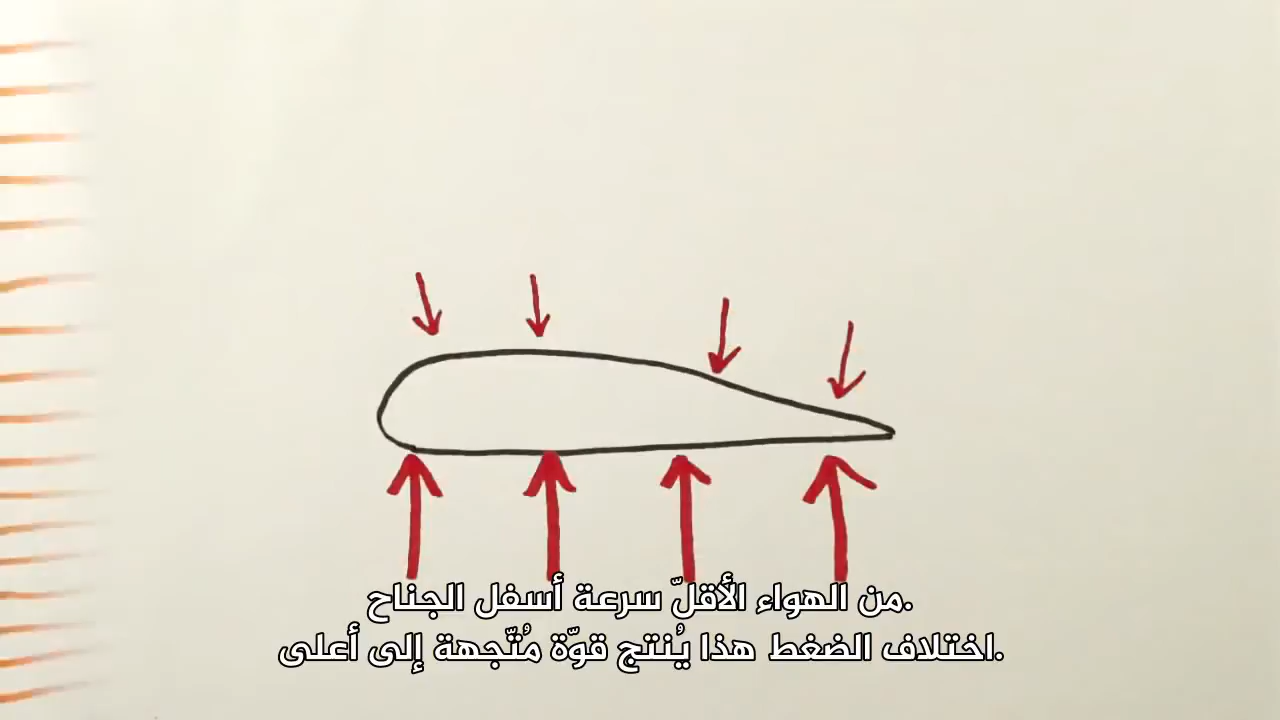 من الهواء الأقلّ سرعة أسفل الجناح.
اختلاف الضغط هذا يُنتج قوّة مُتّجهة إلى أعلى.